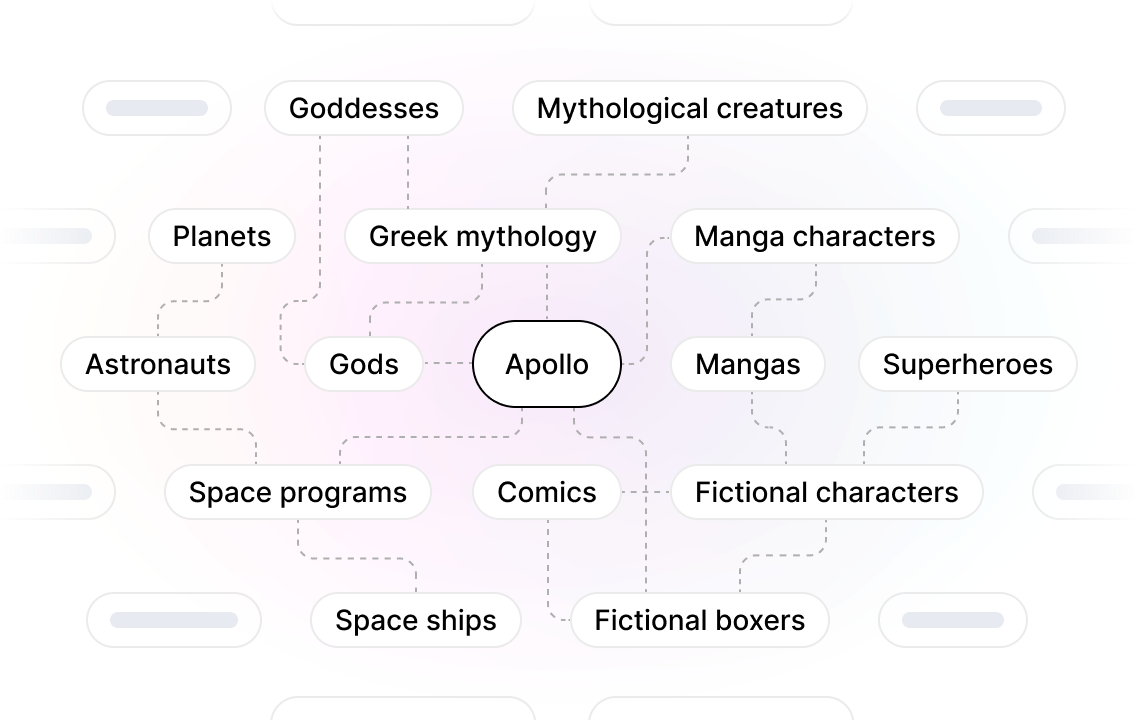 Goddesses
Mythological creatures
Planets
Greek mythology
Manga characters
Astronauts
Gods
Apollo
Mangas
Superheroes
Space programs
Comics
Fictional characters
Space ships
Fictional boxers